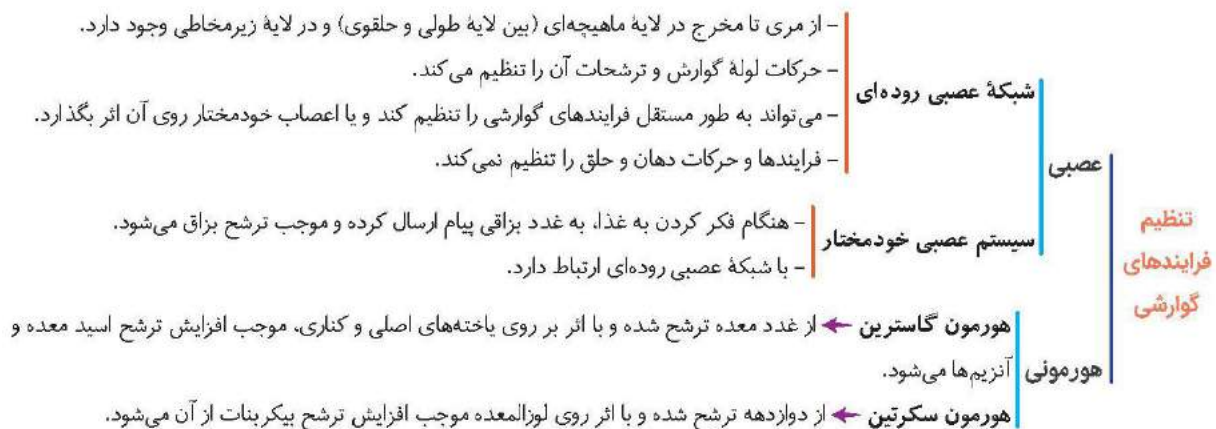 تنظیم
فرایندهای
گوارشی
عصبی
شبکهٔ عصبی روده‌ای
– از مری تا مخرج در لایهٔ ماهیچه‌ای (بین لایهٔ طولی و حلقوی) و در لایهٔ زیرمخاطی وجود دارد.
– حرکات لولهٔ گوارش و ترشحات آن را تنظیم می‌کند.
– می‌تواند به طور مستقل فرایندهای گوارشی را تنظیم کند و یا اعصاب خودمختار روی آن اثر بگذارد.
– فرایندها و حرکات دهان و حلق را تنظیم نمی‌کند.
سیستم عصبی خودمختار
– هنگام فکر کردن به غذا، به غدد بزاقی پیام ارسال کرده و موجب ترشح بزاق می‌شود.
– با شبکهٔ عصبی روده‌ای ارتباط دارد.
هورمونی
هورمون گاسترین ← از غدد معده ترشح شده و با اثر بر روی یاخته‌های اصلی و کناری، موجب افزایش ترشح اسید معده و
آنزیم‌ها می‌شود.
هورمون سکرتین ← از دوازدهه ترشح شده و با اثر روی لوزالمعده موجب افزایش ترشح بیکربنات از آن می‌شود.